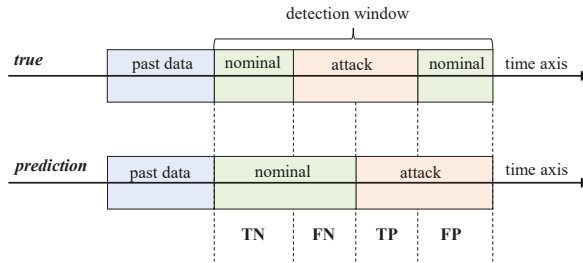 detection window
true
past data
nominal
attack
nominal
time axis
prediction
past data
nominal
attack
time axis
TN
FN
TP
FP